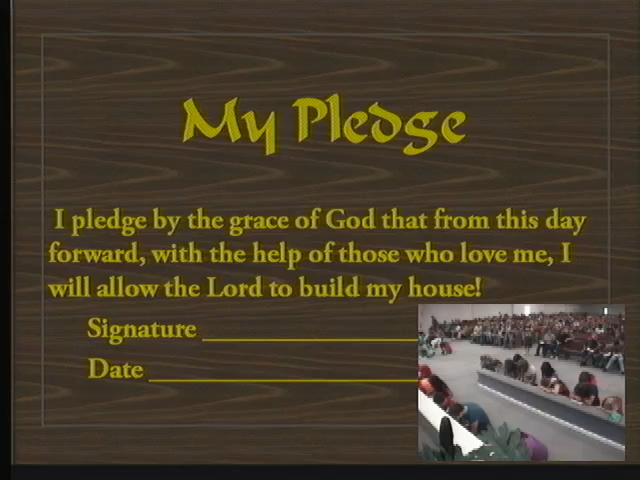 My Pledge
I pledge by the grace of God that from this day
forward, with the help of those who love me, I
will allow the Lord to build my house!
Signature
Date